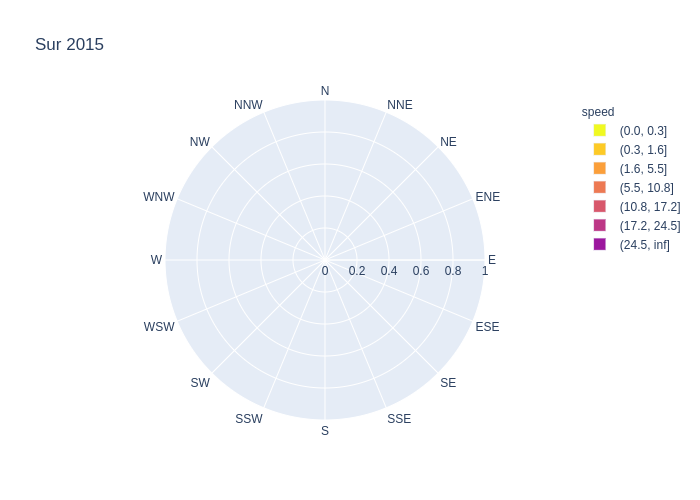 Sur 2015
N
NNW
NNE
NW
NE
WNW
ENE
W
E
0
0.2
0.4
0.6
0.8
1
WSW
ESE
SW
SE
SSW
SSE
S
speed
(0.0, 0.3]
(0.3, 1.6]
(1.6, 5.5]
(5.5, 10.8]
(10.8, 17.2]
(17.2, 24.5]
(24.5, inf]